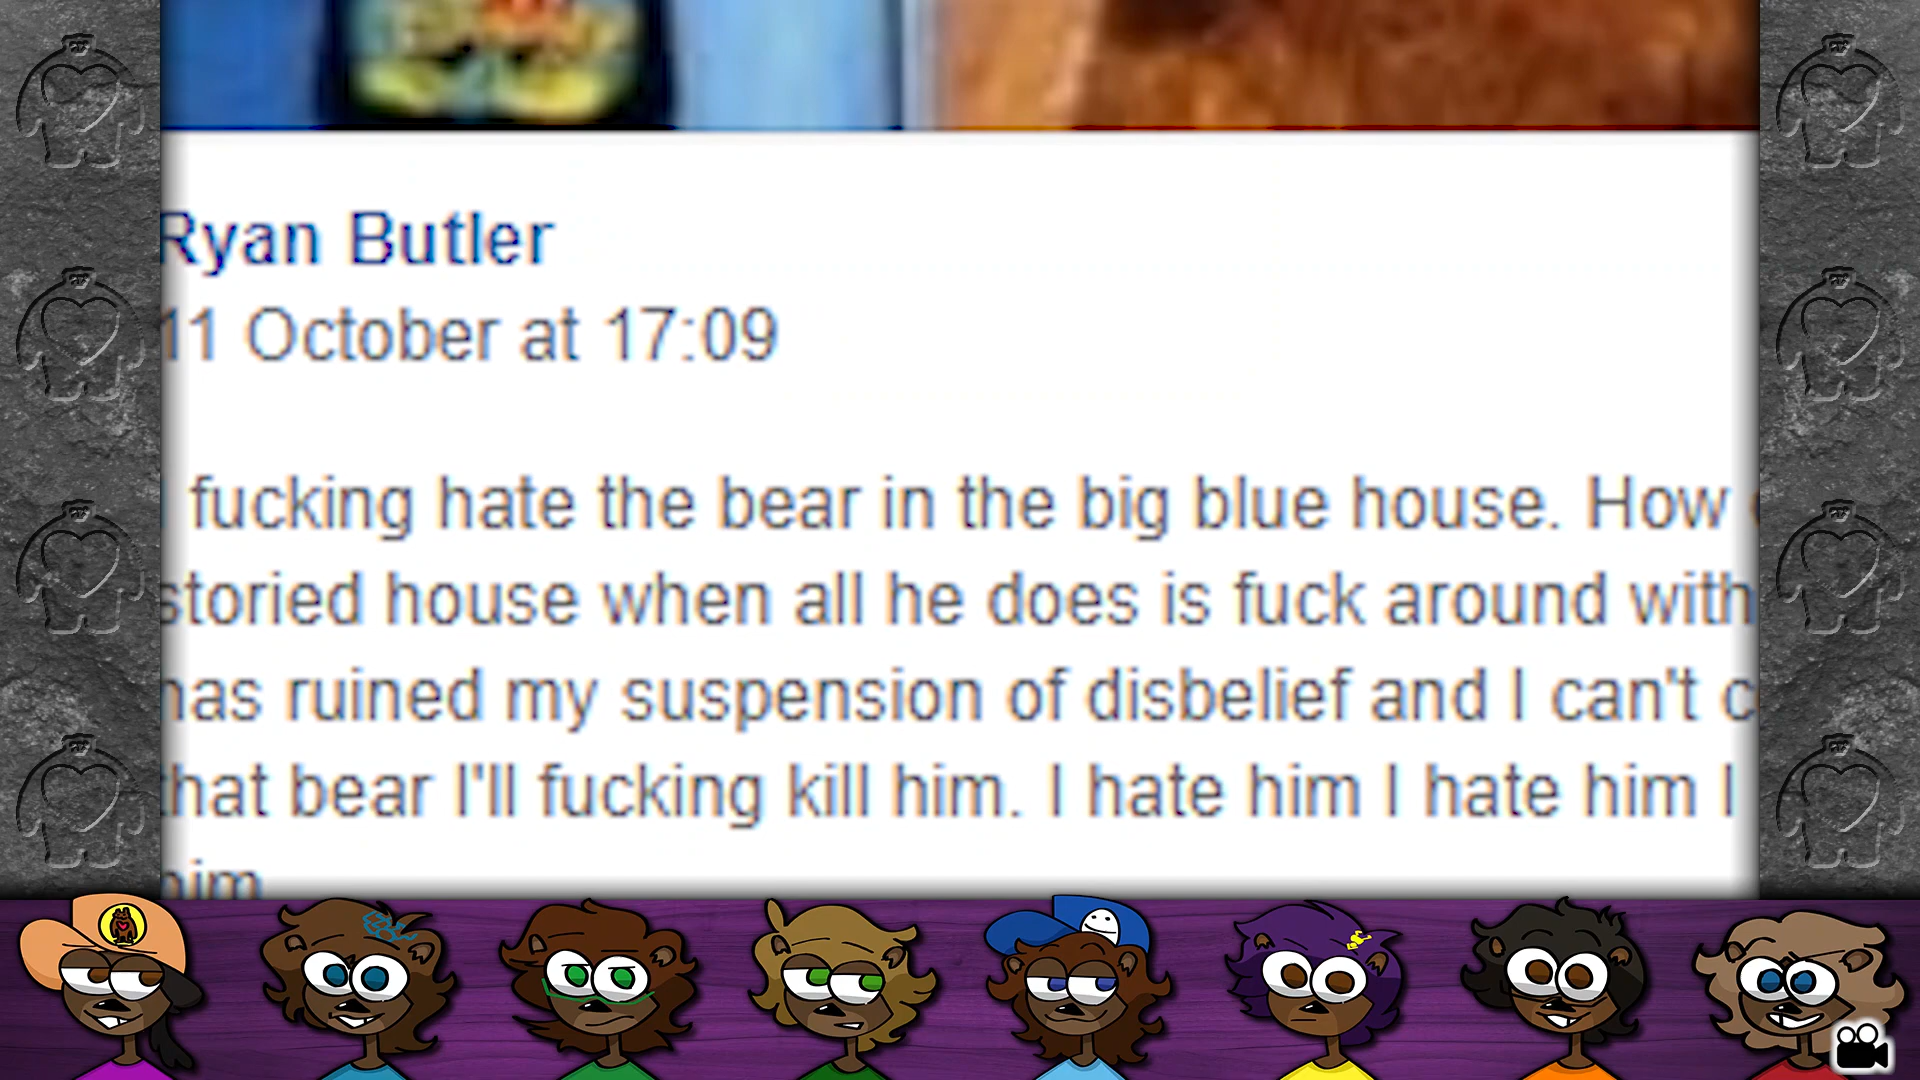 Ryan Butler
11 October at 17:09
fucking hate the bear in the big blue house. How
storied house when all he does is fuck around with
has ruined my suspension of disbelief and I can't
that bear I'll fucking kill him. I hate him I hate him I
him